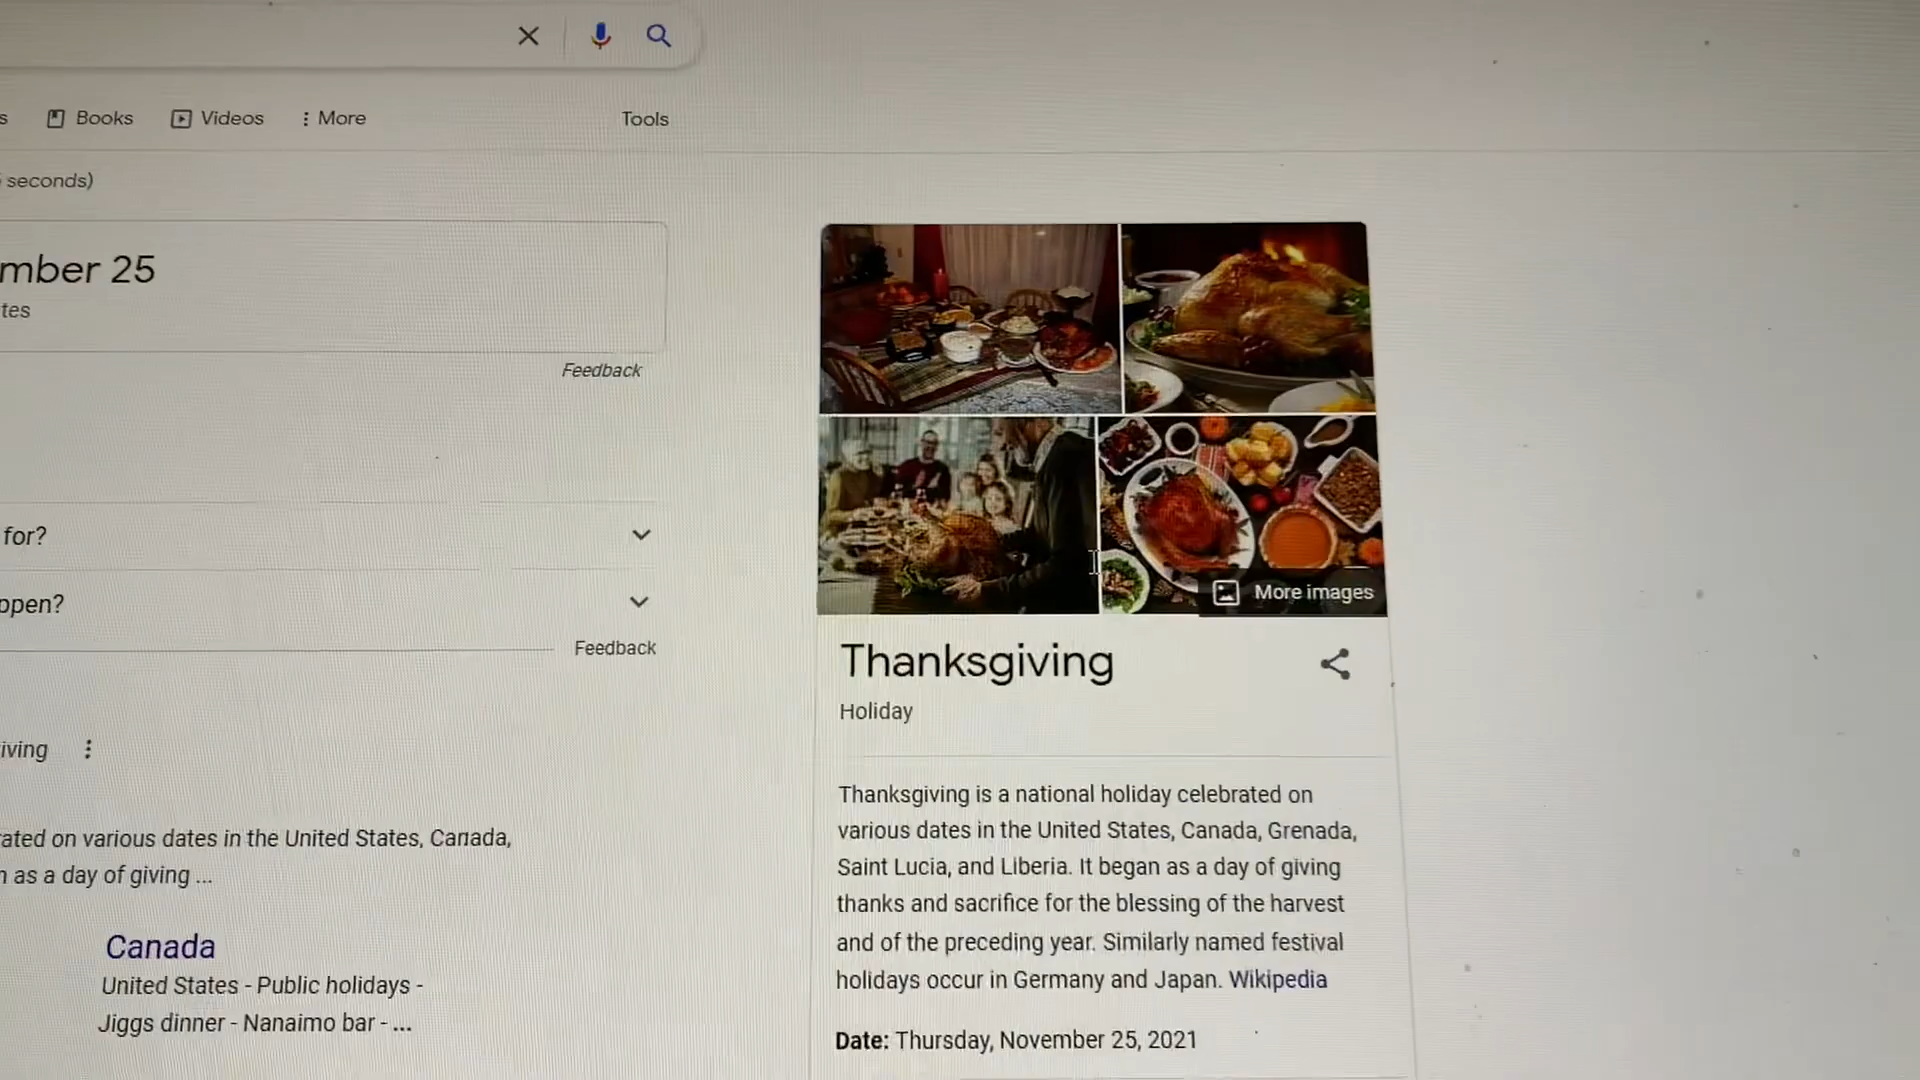 Books
Videos
More
Tools
seconds)
mber 25
tes
Feedback
for?
ppen?
Feedback
iving
ated on various dates in the United States, Canada,
n as a day of giving ...
Canada
United States - Public holidays -
Jiggs dinner - Nanaimo bar - ...
More images
Thanksgiving
Holiday
Thanksgiving is a national holiday celebrated on
various dates in the United States, Canada, Grenada,
Saint Lucia, and Liberia. It began as a day of giving
thanks and sacrifice for the blessing of the harvest
and of the preceding year. Similarly named festival
holidays occur in Germany and Japan. Wikipedia
Date: Thursday, November 25, 2021